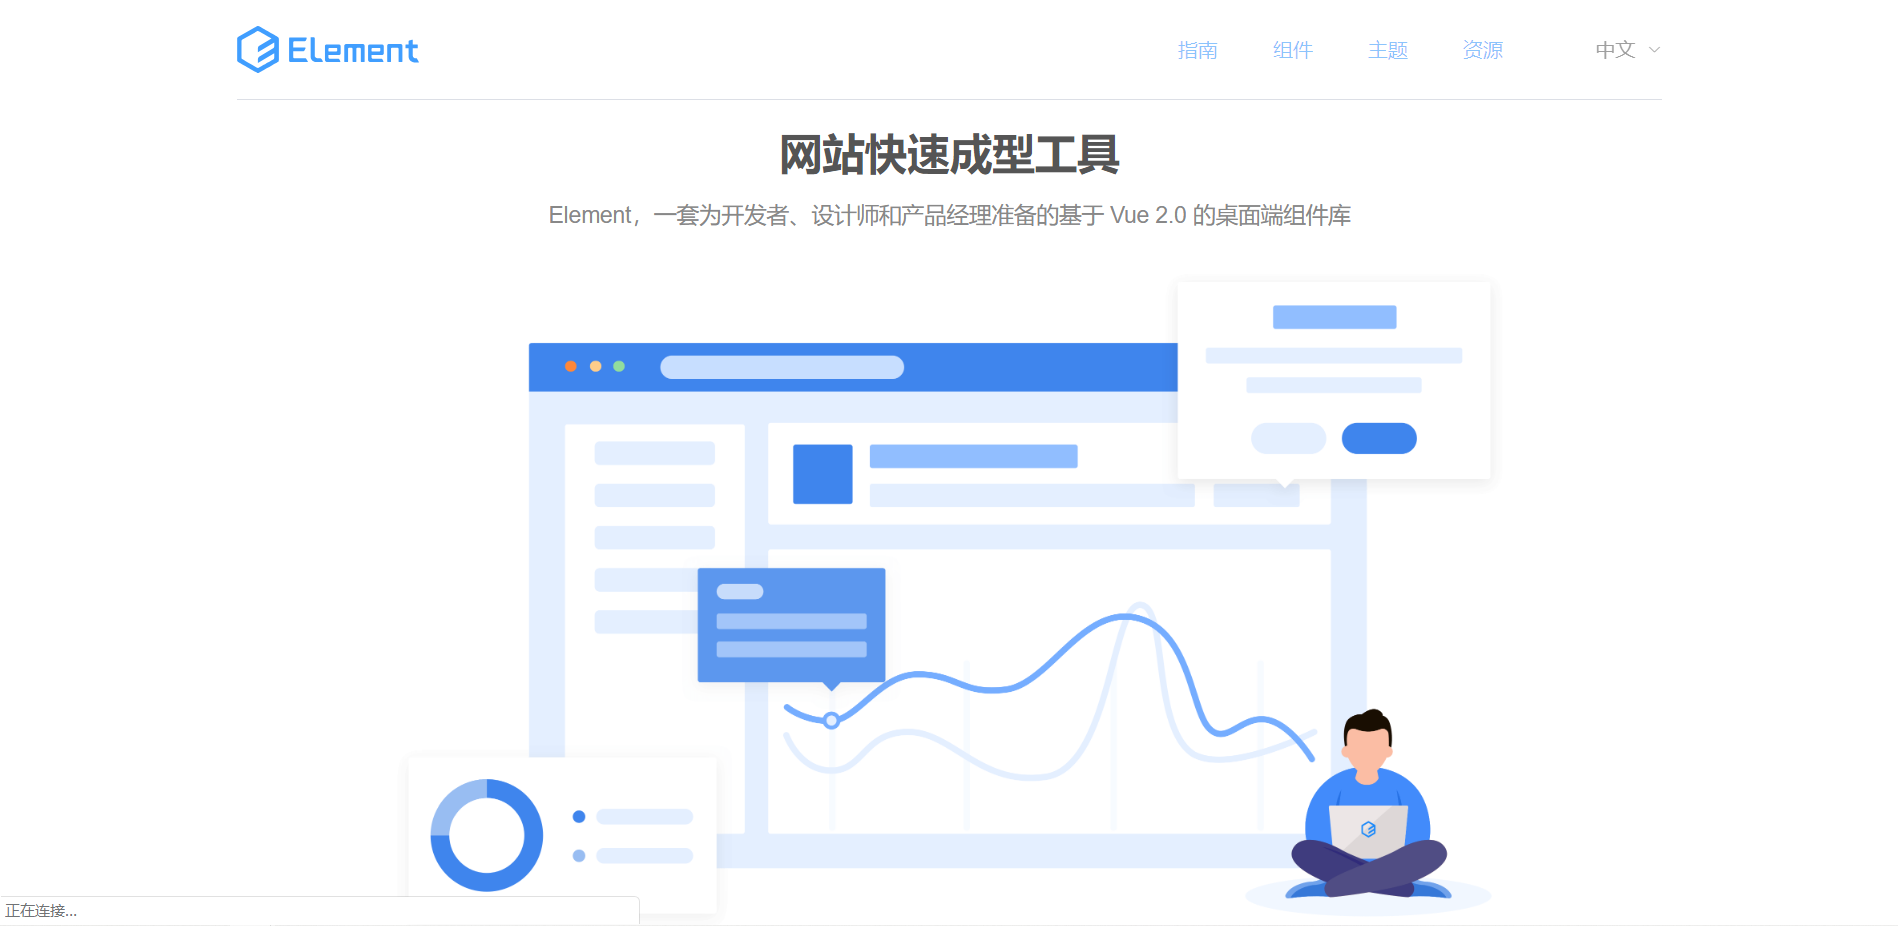 Element
指南 组件 主题 资源 中文
网站快速成型工具
Element，一套为开发者、设计师和产品经理准备的基于 Vue 2.0 的桌面端组件库
正在连接...